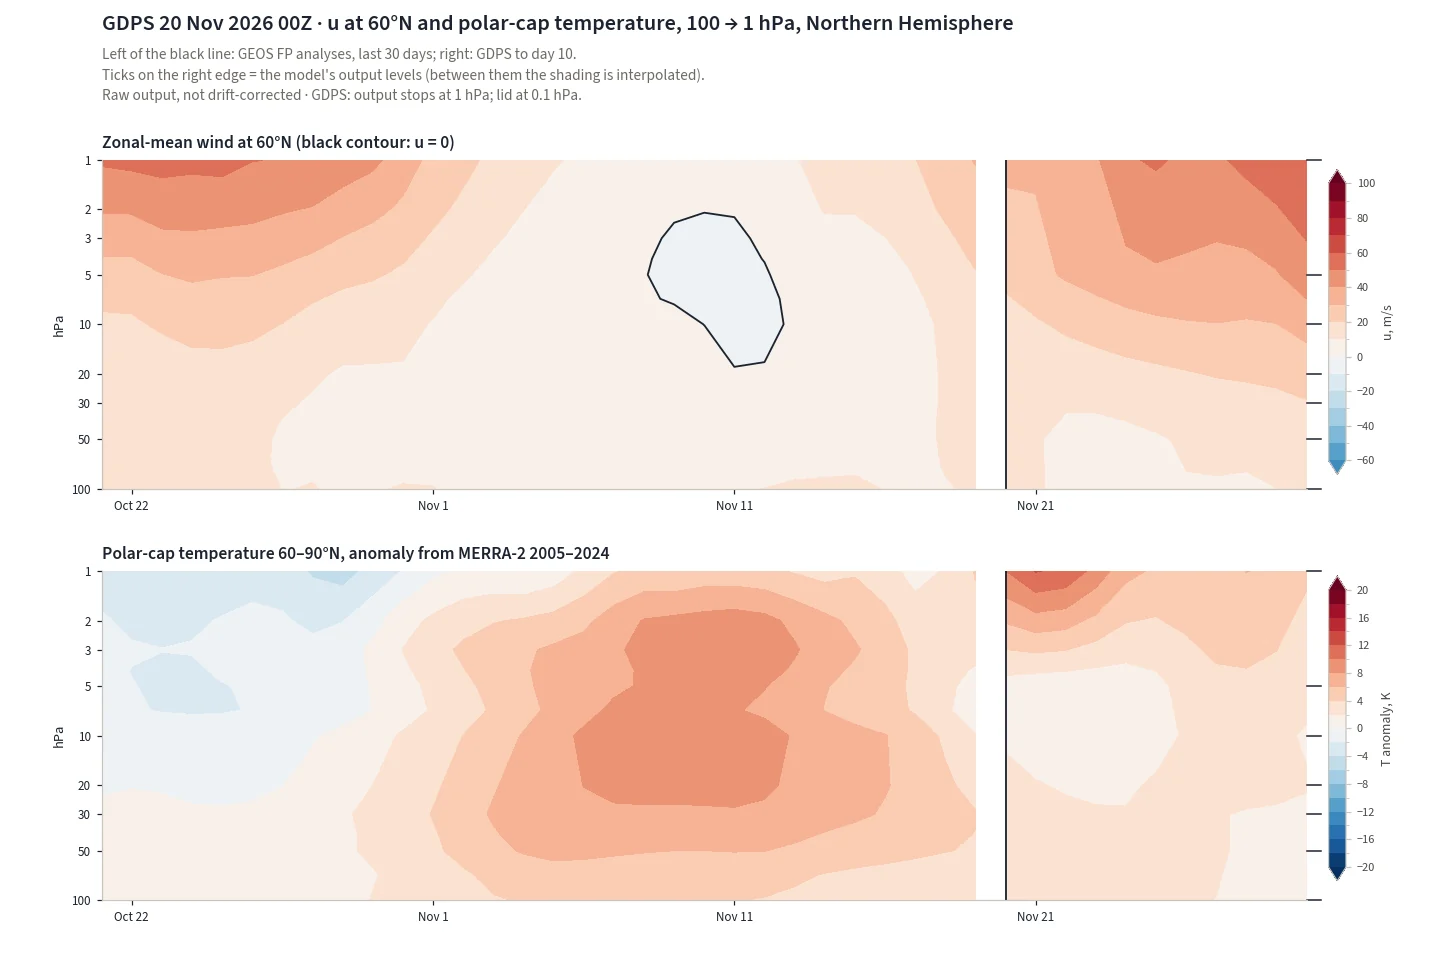 GDPS 20 Nov 2026 00Z · u at 60°N and polar-cap temperature, 100 → 1 hPa, Northern Hemisphere
Left of the black line: GEOS FP analyses, last 30 days; right: GDPS to day 10.
Ticks on the right edge = the model's output levels (between them the shading is interpolated).
Raw output, not drift-corrected · GDPS: output stops at 1 hPa; lid at 0.1 hPa.
Zonal-mean wind at 60°N (black contour: u = 0)
1
2
3
5
10
20
30
50
100
hPa
Oct 22
Nov 1
Nov 11
Nov 21
100
80
60
40
20
0
−20
−40
−60
u, m/s
Polar-cap temperature 60–90°N, anomaly from MERRA-2 2005–2024
1
2
3
5
10
20
30
50
100
hPa
Oct 22
Nov 1
Nov 11
Nov 21
20
16
12
8
4
0
−4
−8
−12
−16
−20
T anomaly, K